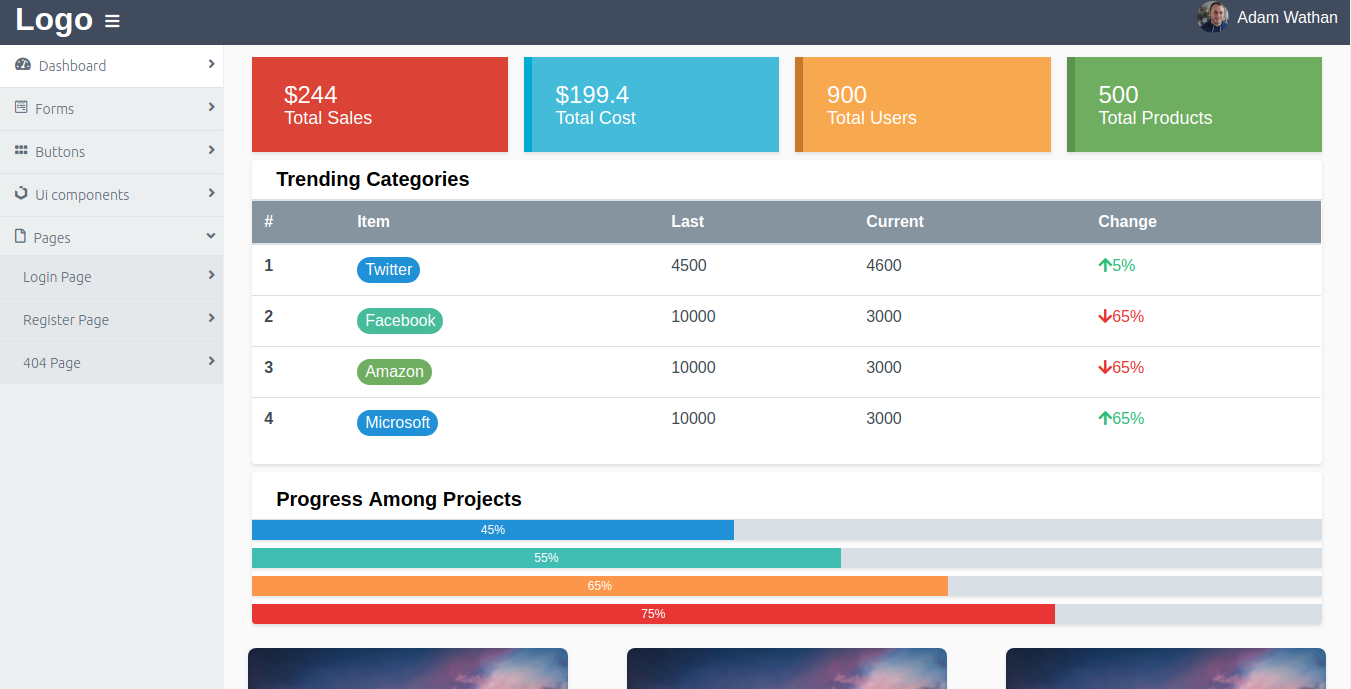 Logo
Adam Wathan
Dashboard
Forms
Buttons
Ui components
Pages
Login Page
Register Page
404 Page
$244
Total Sales
$199.4
Total Cost
900
Total Users
500
Total Products
Trending Categories
# Item Last Current Change
1 Twitter 4500 4600 5%
2 Facebook 10000 3000 65%
3 Amazon 10000 3000 65%
4 Microsoft 10000 3000 65%
Progress Among Projects
45%
55%
65%
75%